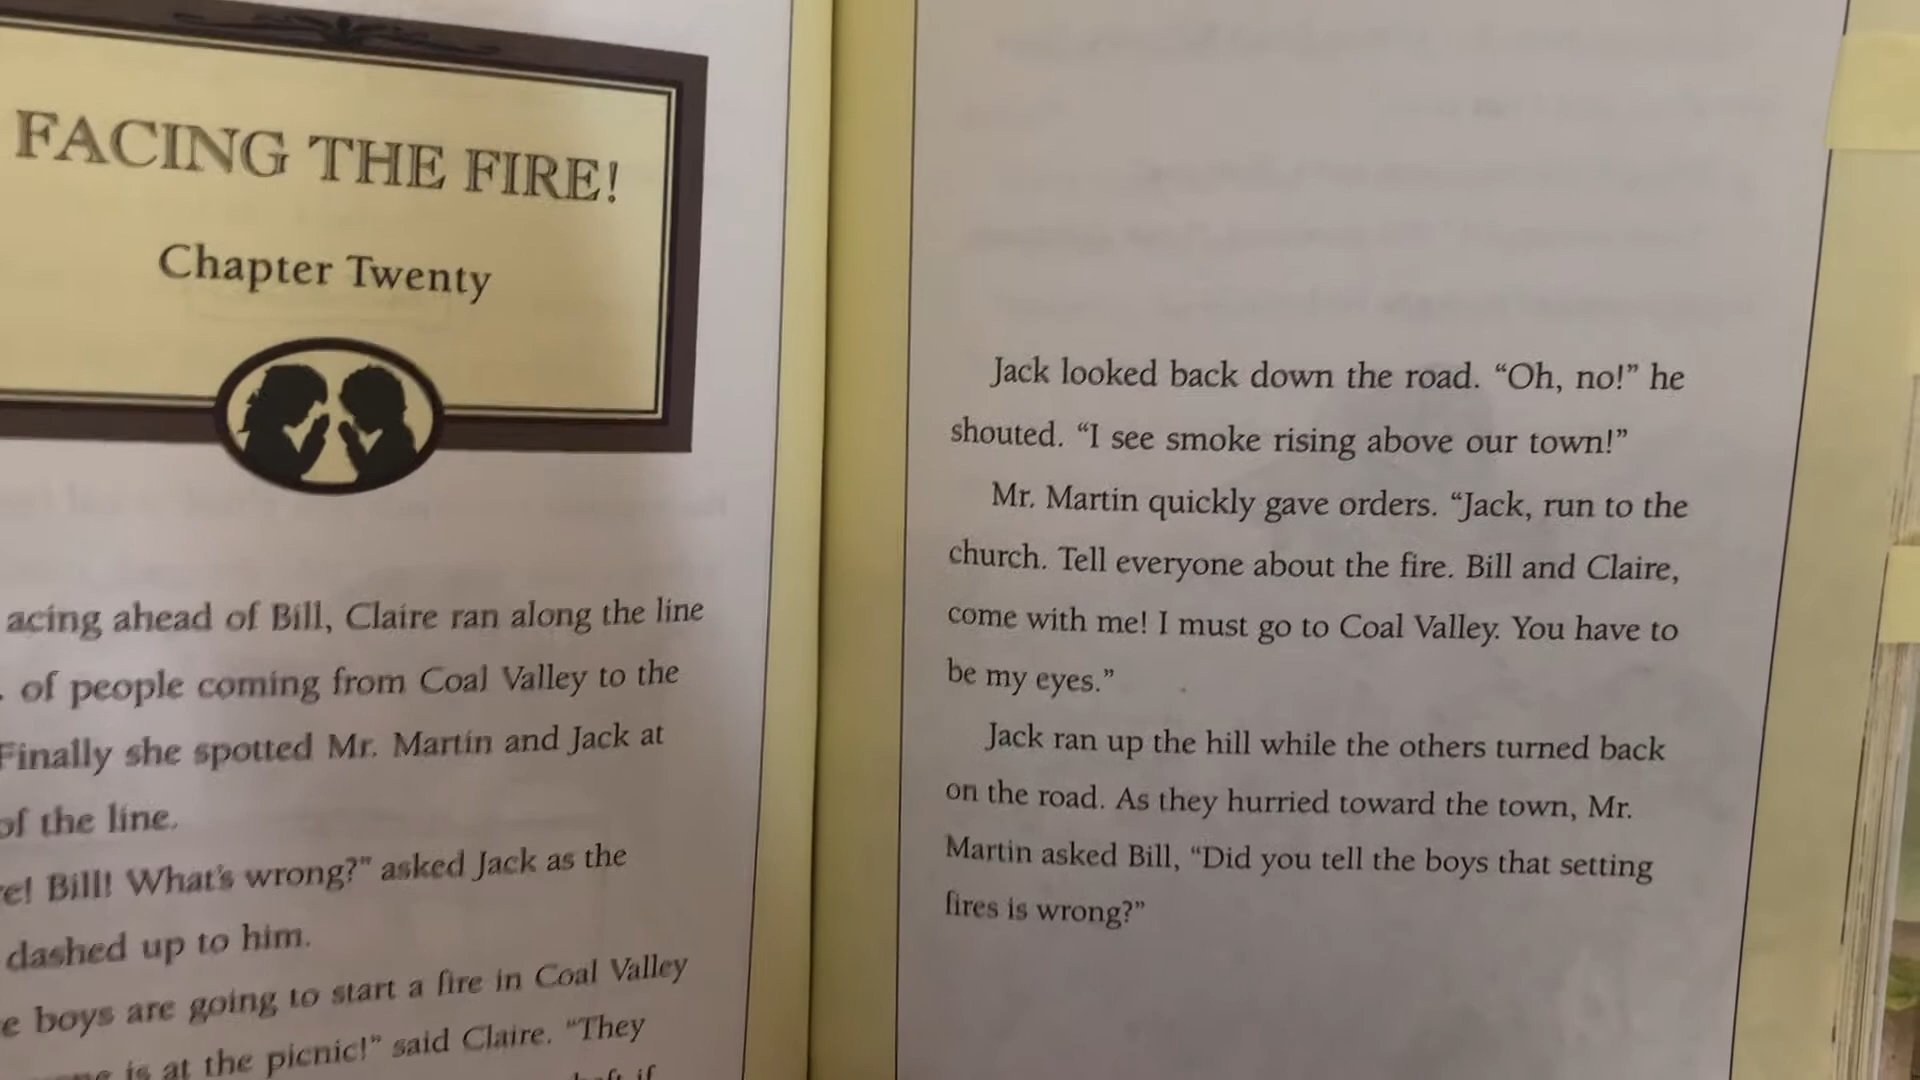 FACING THE FIRE!
Chapter Twenty
acing ahead of Bill, Claire ran along the line
of people coming from Coal Valley to the
Finally she spotted Mr. Martin and Jack at
of the line.
Bill! What's wrong?" asked Jack as the
dashed up to him.
boys are going to start a fire in Coal Valley
is at the picnic!" said Claire. "They
if
Jack looked back down the road. “Oh, no!” he
shouted. “I see smoke rising above our town!”
Mr. Martin quickly gave orders. “Jack, run to the
church. Tell everyone about the fire. Bill and Claire,
come with me! I must go to Coal Valley. You have to
be my eyes.”
Jack ran up the hill while the others turned back
on the road. As they hurried toward the town, Mr.
Martin asked Bill, “Did you tell the boys that setting
fires is wrong?”